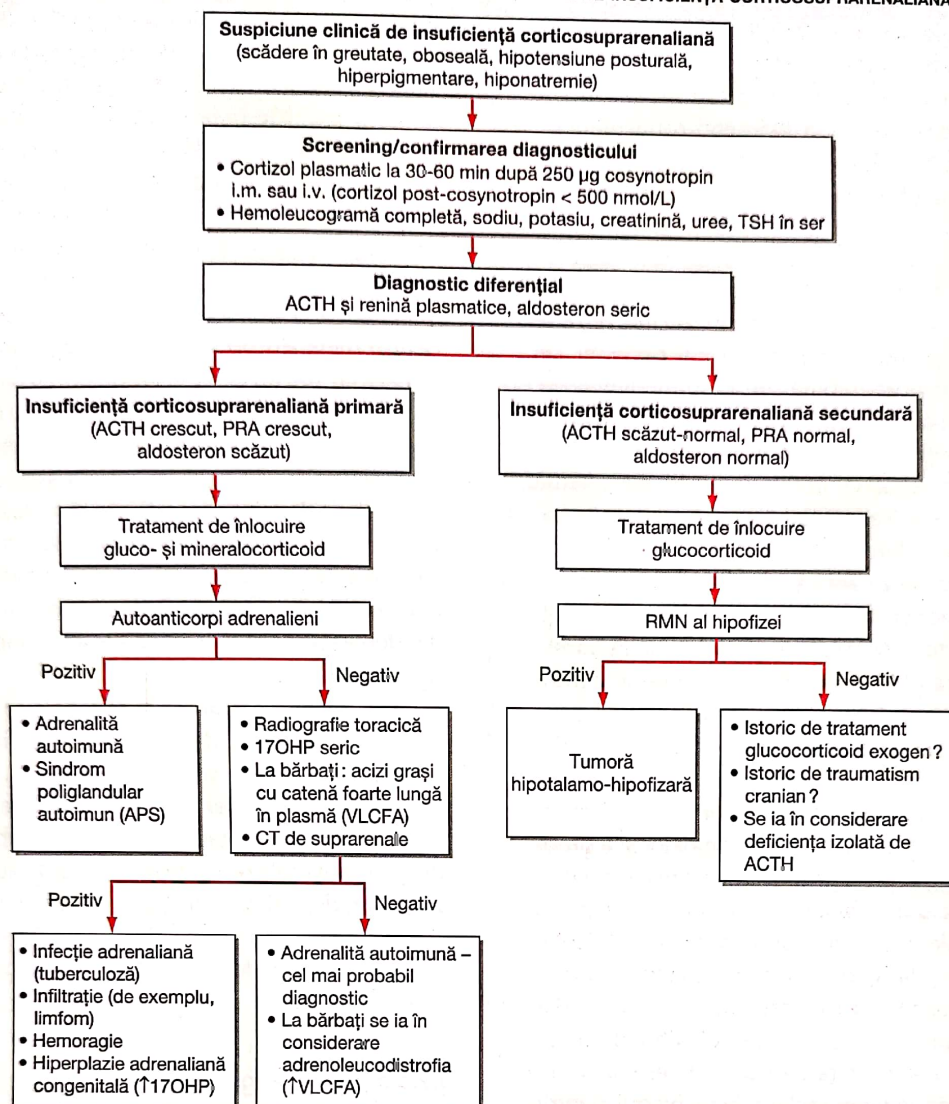 INSUFICIENȚĂ CORTICOSUPRARENALIANĂ
Suspiciune clinică de insuficiență corticosuprarenaliană
(scădere în greutate, oboseală, hipotensiune posturală,
hiperpigmentare, hiponatremie)
Screening/confirmarea diagnosticului
• Cortizol plasmatic la 30-60 min după 250 µg cosynotropin
i.m. sau i.v. (cortizol post-cosynotropin < 500 nmol/L)
• Hemoleucogramă completă, sodiu, potasiu, creatinină, uree, TSH în ser
Diagnostic diferențial
ACTH și renină plasmatice, aldosteron seric
Insuficiență corticosuprarenaliană primară
(ACTH crescut, PRA crescut,
aldosteron scăzut)
Insuficiență corticosuprarenaliană secundară
(ACTH scăzut-normal, PRA normal,
aldosteron normal)
Tratament de înlocuire
gluco- și mineralocorticoid
Tratament de înlocuire
glucocorticoid
Autoanticorpi adrenalieni
RMN al hipofizei
Pozitiv
Negativ
Pozitiv
Negativ
• Adrenalită
autoimună
• Sindrom
poliglandular
autoimun (APS)
• Radiografie toracică
• 17OHP seric
• La bărbați: acizi grași
cu catenă foarte lungă
în plasmă (VLCFA)
• CT de suprarenale
Tumoră
hipotalamo-hipofizară
• Istoric de tratament
glucocorticoid exogen?
• Istoric de traumatism
cranian?
• Se ia în considerare
deficiența izolată de
ACTH
Pozitiv
Negativ
• Infecție adrenaliană
(tuberculoză)
• Infiltrație (de exemplu,
limfom)
• Hemoragie
• Hiperplazie adrenaliană
congenitală (↑17OHP)
• Adrenalită autoimună –
cel mai probabil
diagnostic
• La bărbați se ia în
considerare
adrenoleucodistrofia
(↑VLCFA)